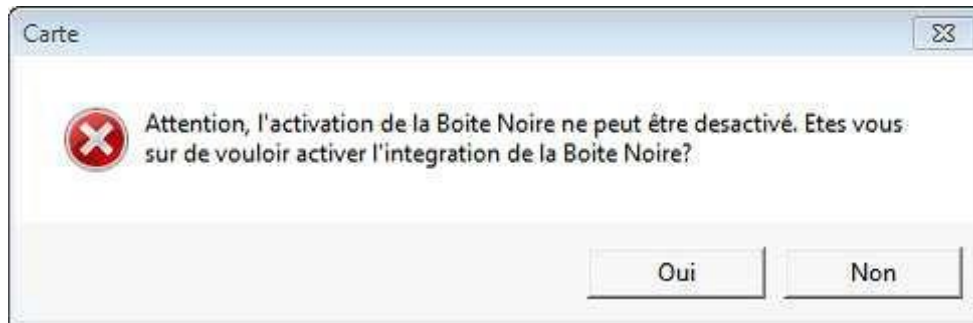 Carte
Attention, l'activation de la Boite Noire ne peut être desactivé. Etes vous
sur de vouloir activer l'integration de la Boite Noire?
Oui
Non